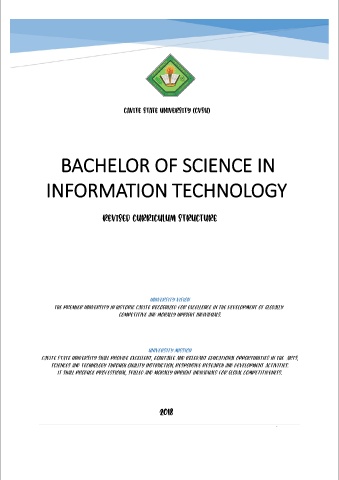 CAVITE STATE UNIVERSITY (CVSU)
BACHELOR OF SCIENCE IN
INFORMATION TECHNOLOGY
REVISED CURRICULUM STRUCTURE
UNIVERSITY VISION
THE PREMIER UNIVERSITY IN HISTORIC CAVITE RECOGNIZED FOR EXCELLENCE IN THE DEVELOPMENT OF GLOBALLY
COMPETITIVE AND MORALLY UPRIGHT INDIVIDUALS.
UNIVERSITY MISSION
CAVITE STATE UNIVERSITY SHALL PROVIDE EXCELLENT, EQUITABLE AND RELEVANT EDUCATIONAL OPPORTUNITIES IN THE ARTS,
SCIENCES AND TECHNOLOGY THROUGH QUALITY INSTRUCTION, RESPONSIVE RESEARCH AND DEVELOPMENT ACTIVITIES.
IT SHALL PRODUCE PROFESSIONAL, SKILLED AND MORALLY UPRIGHT INDIVIDUALS FOR GLOBAL COMPETITIVENESS.
2018